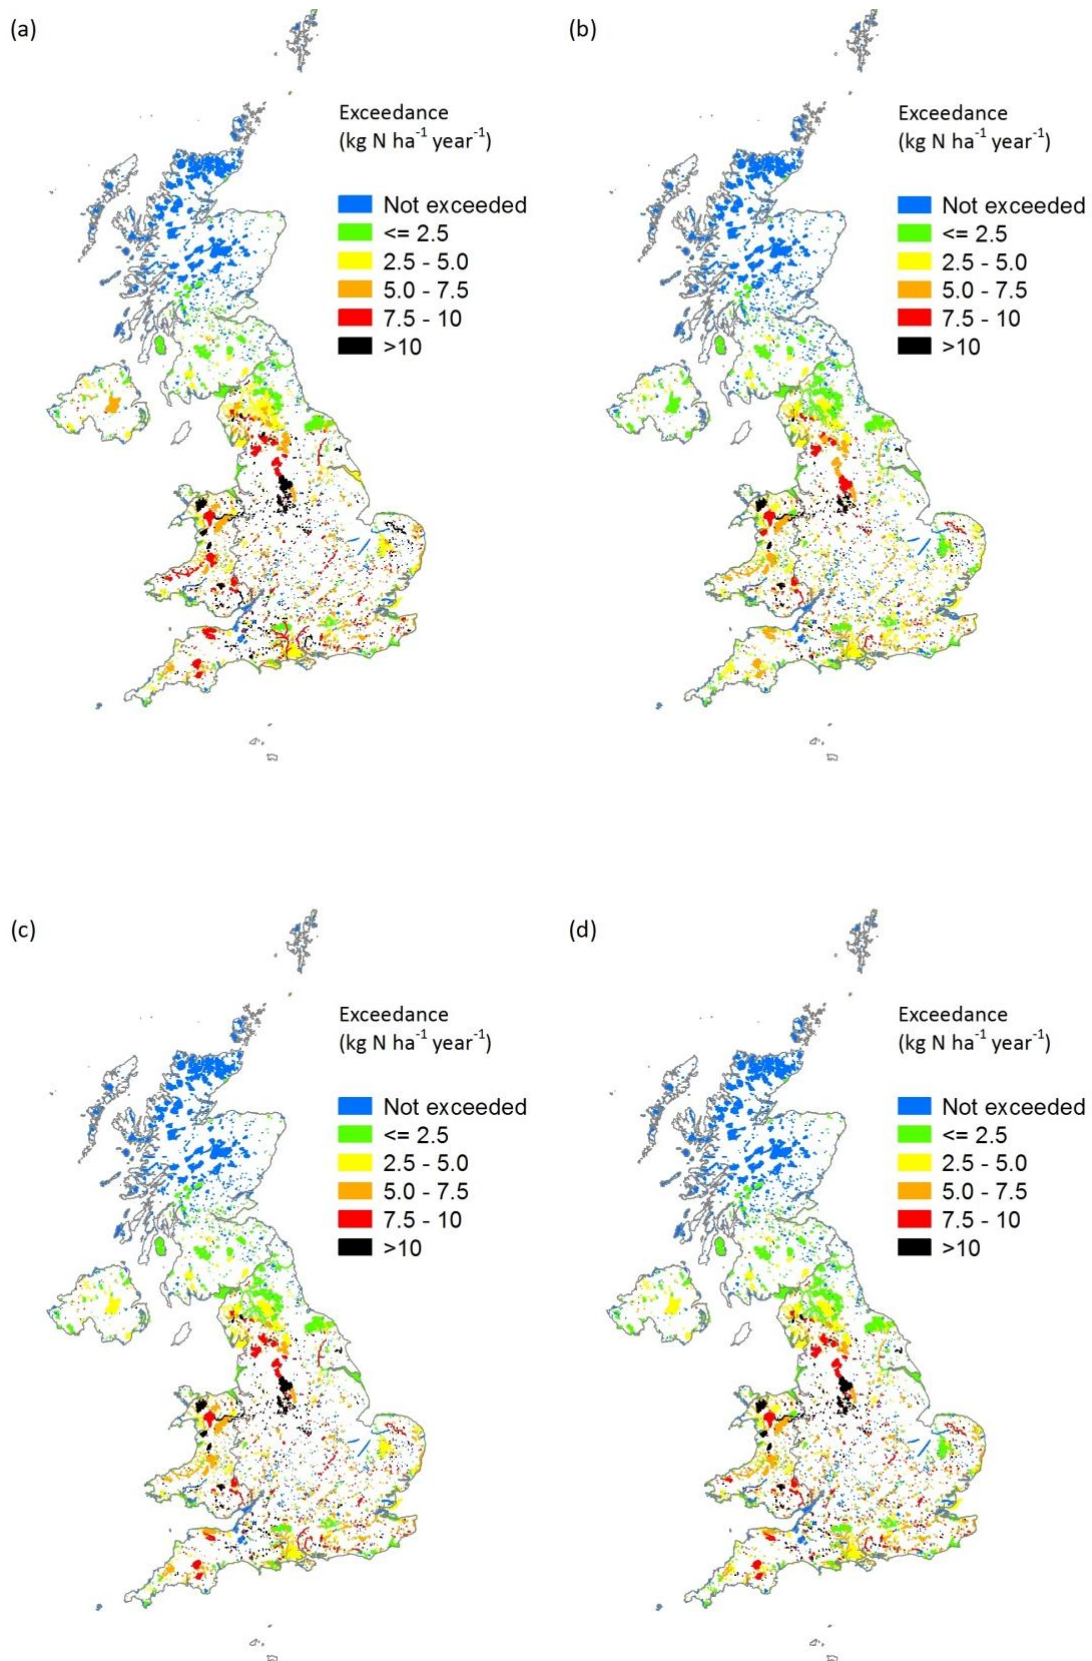 (a)
Exceedance
(kg N ha⁻¹ year⁻¹)
Not exceeded
<= 2.5
2.5 - 5.0
5.0 - 7.5
7.5 - 10
>10
(b)
Exceedance
(kg N ha⁻¹ year⁻¹)
Not exceeded
<= 2.5
2.5 - 5.0
5.0 - 7.5
7.5 - 10
>10
(c)
Exceedance
(kg N ha⁻¹ year⁻¹)
Not exceeded
<= 2.5
2.5 - 5.0
5.0 - 7.5
7.5 - 10
>10
(d)
Exceedance
(kg N ha⁻¹ year⁻¹)
Not exceeded
<= 2.5
2.5 - 5.0
5.0 - 7.5
7.5 - 10
>10